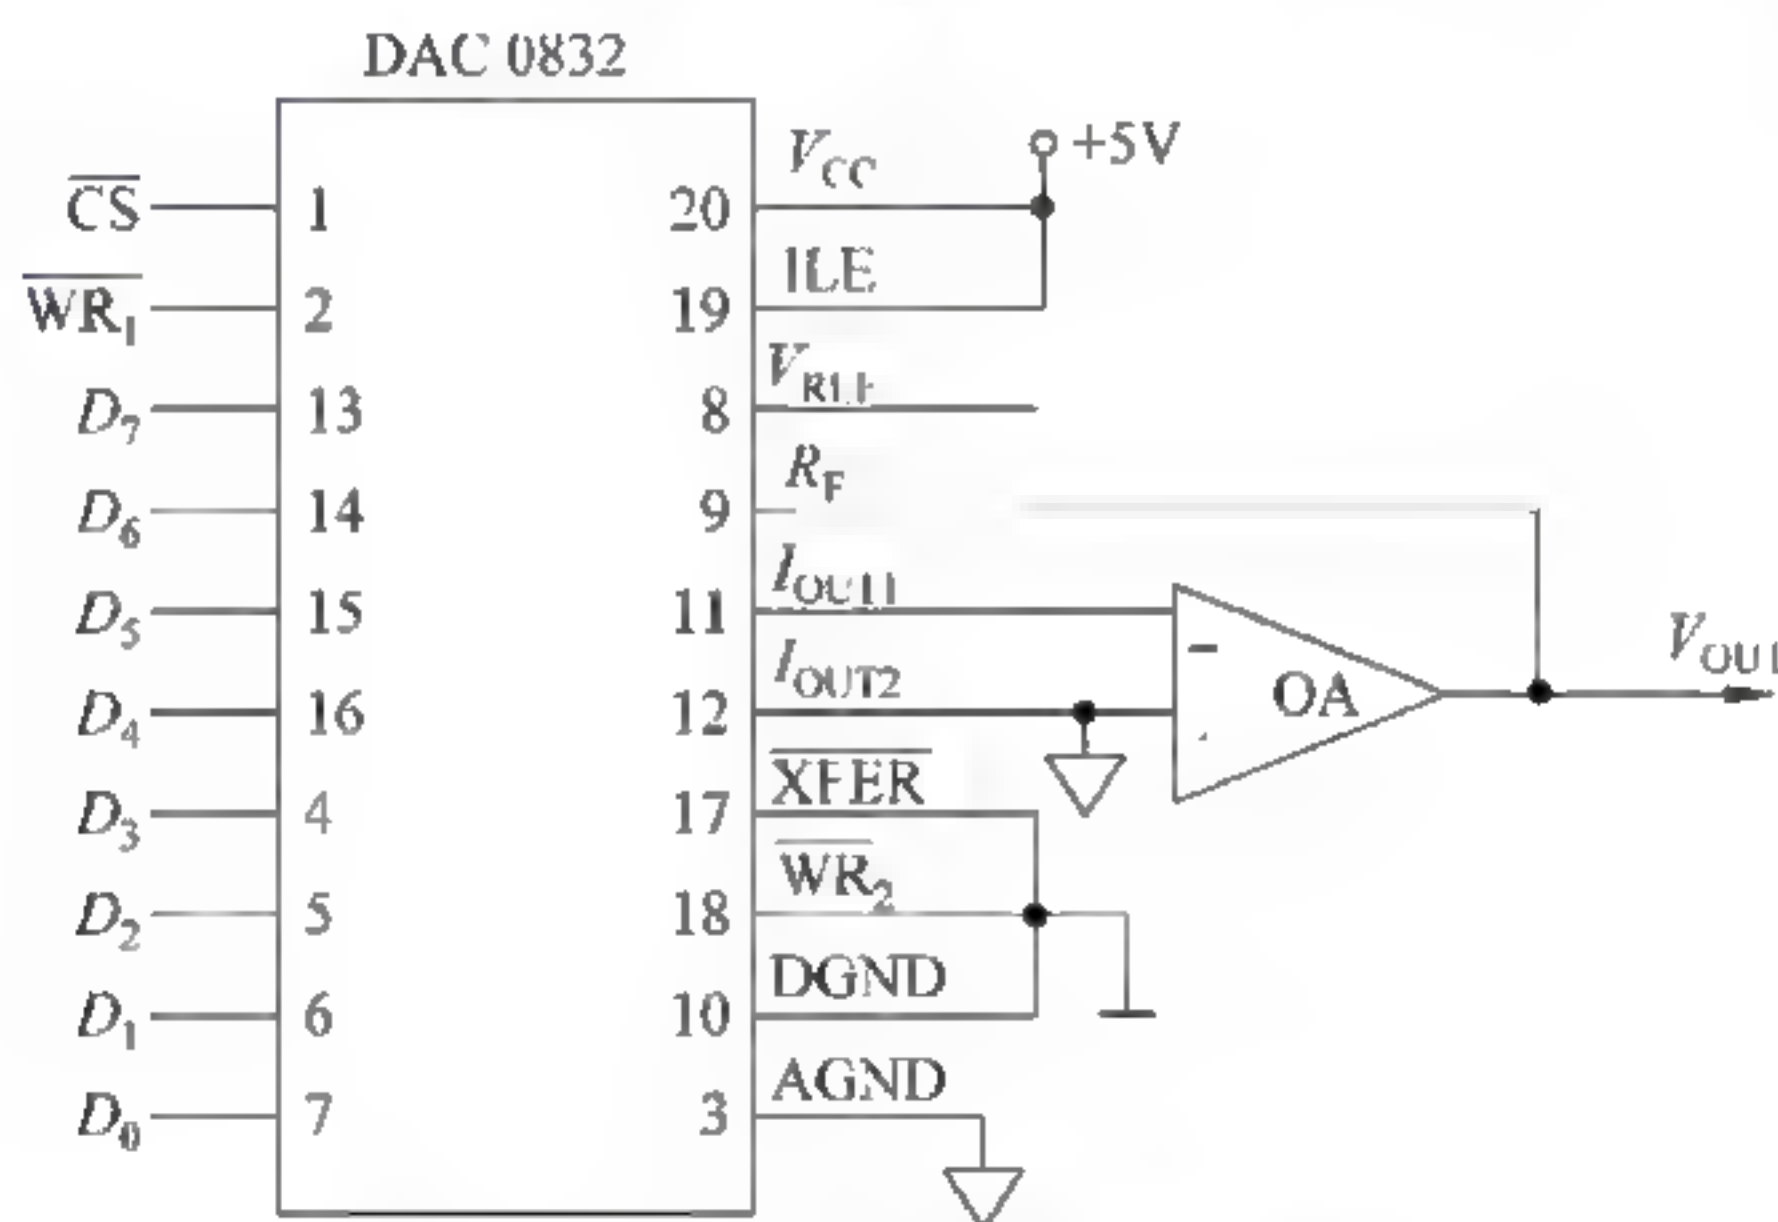 DAC 0832
CS
WR1
D7
D6
D5
D4
D3
D2
D1
D0
1
2
13
14
15
16
4
5
6
7
20
19
8
9
11
12
17
18
10
3
VCC
ILE
VREF
RF
IOUT1
IOUT2
XFER
WR2
DGND
AGND
+5V
−
OA
VOUT